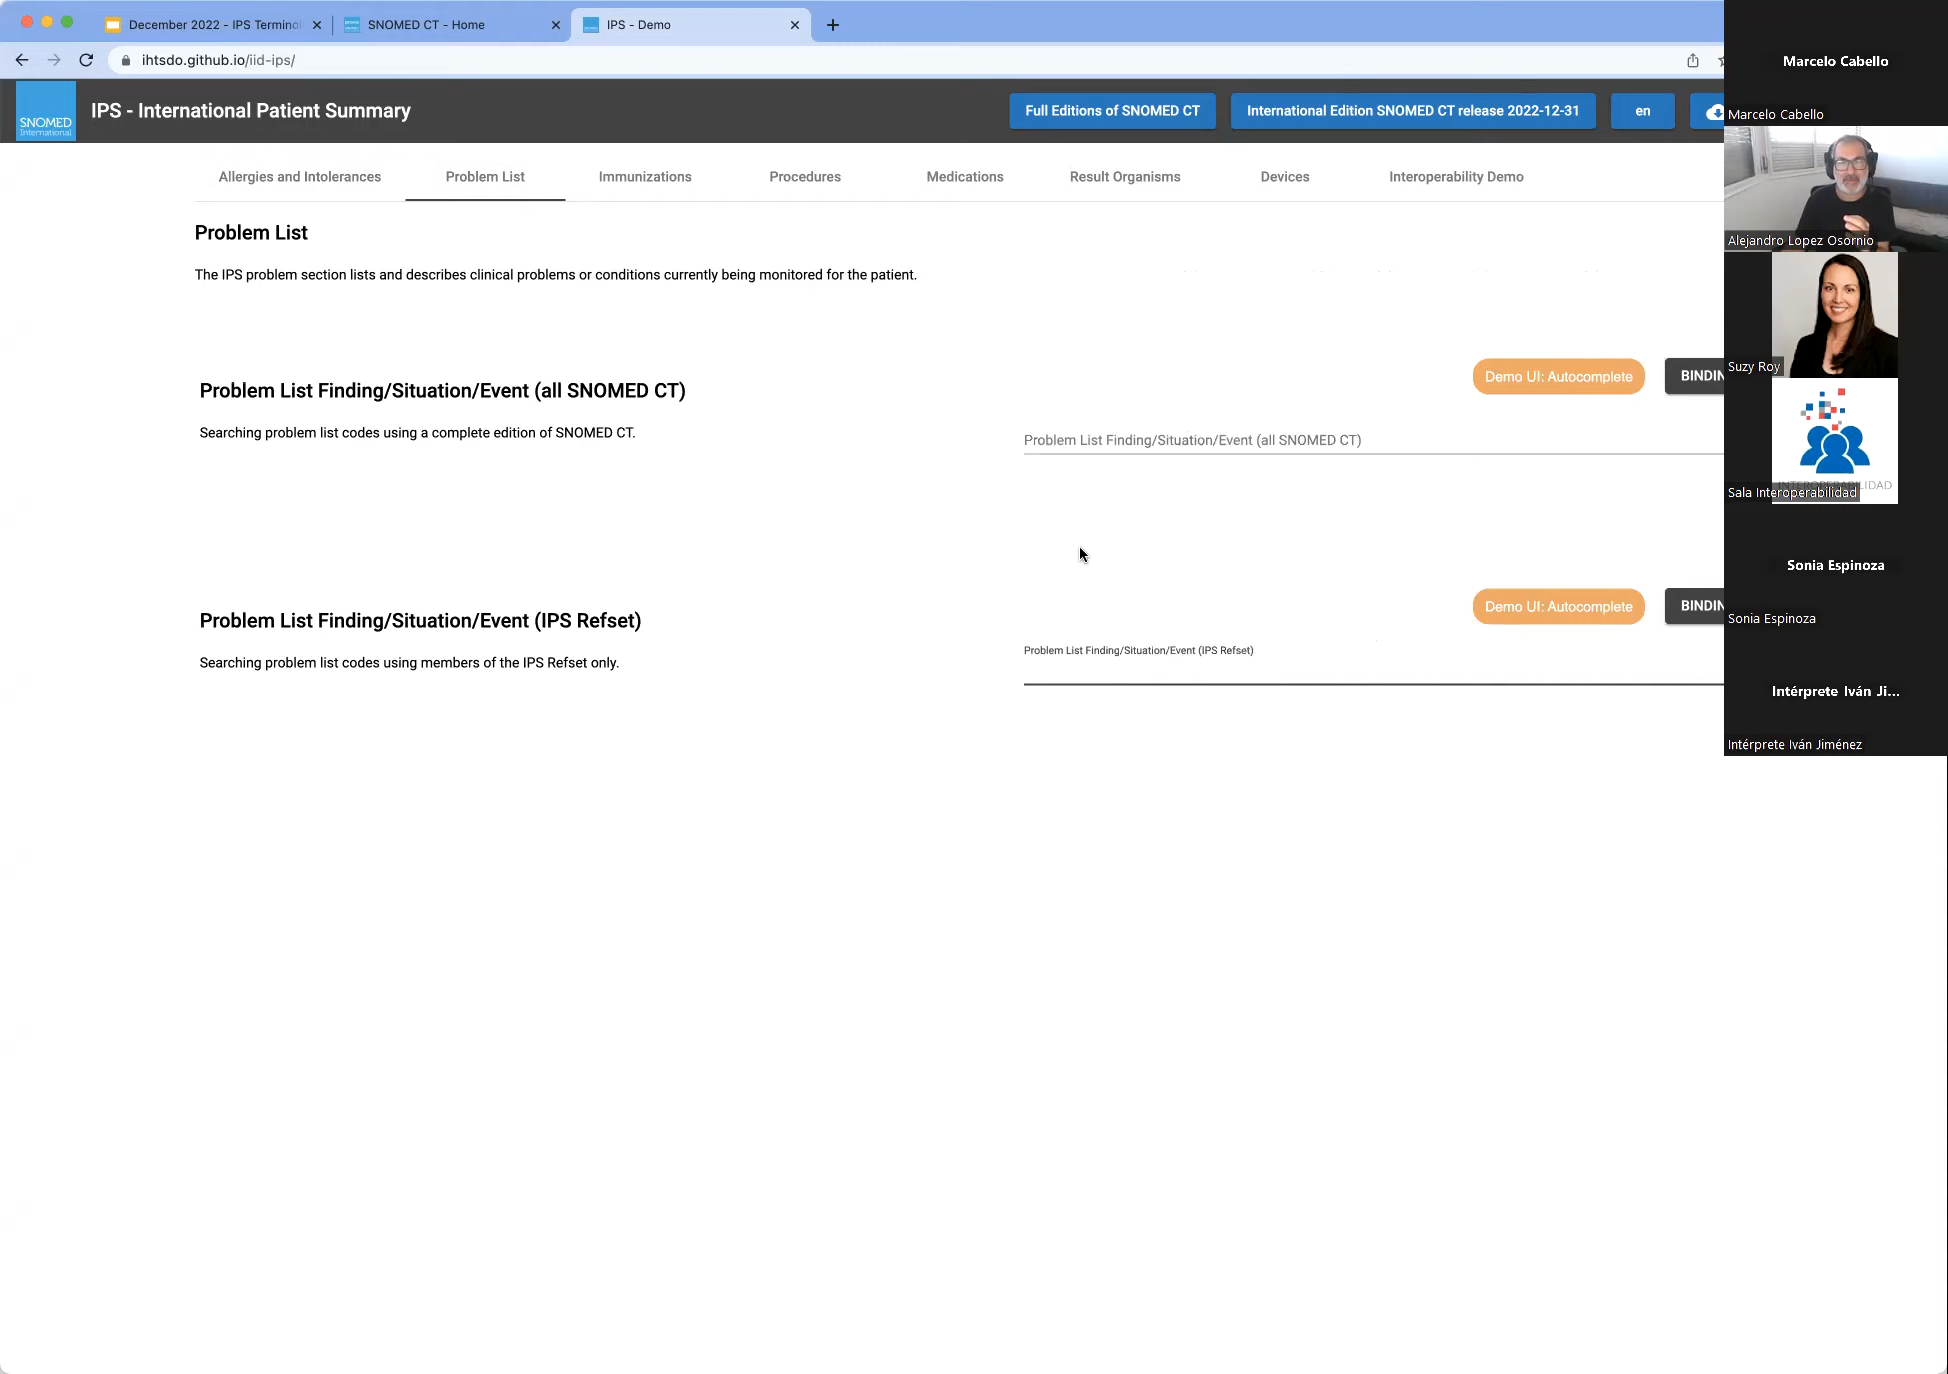 December 2022 - IPS Termino
SNOMED CT - Home
IPS - Demo
ihtsdo.github.io/iid-ips/
SNOMED
International
IPS - International Patient Summary
Full Editions of SNOMED CT
International Edition SNOMED CT release 2022-12-31
en
Allergies and Intolerances
Problem List
Immunizations
Procedures
Medications
Result Organisms
Devices
Interoperability Demo
Problem List
The IPS problem section lists and describes clinical problems or conditions currently being monitored for the patient.
Problem List Finding/Situation/Event (all SNOMED CT)
Searching problem list codes using a complete edition of SNOMED CT.
Demo UI: Autocomplete
BINDIN
Problem List Finding/Situation/Event (all SNOMED CT)
Problem List Finding/Situation/Event (IPS Refset)
Searching problem list codes using members of the IPS Refset only.
Demo UI: Autocomplete
BINDIN
Problem List Finding/Situation/Event (IPS Refset)
Marcelo Cabello
Marcelo Cabello
Alejandro Lopez Osornio
Suzy Roy
INTEROPERABILIDAD
Sala Interoperabilidad
Sonia Espinoza
Sonia Espinoza
Intérprete Iván Ji...
Intérprete Iván Jiménez